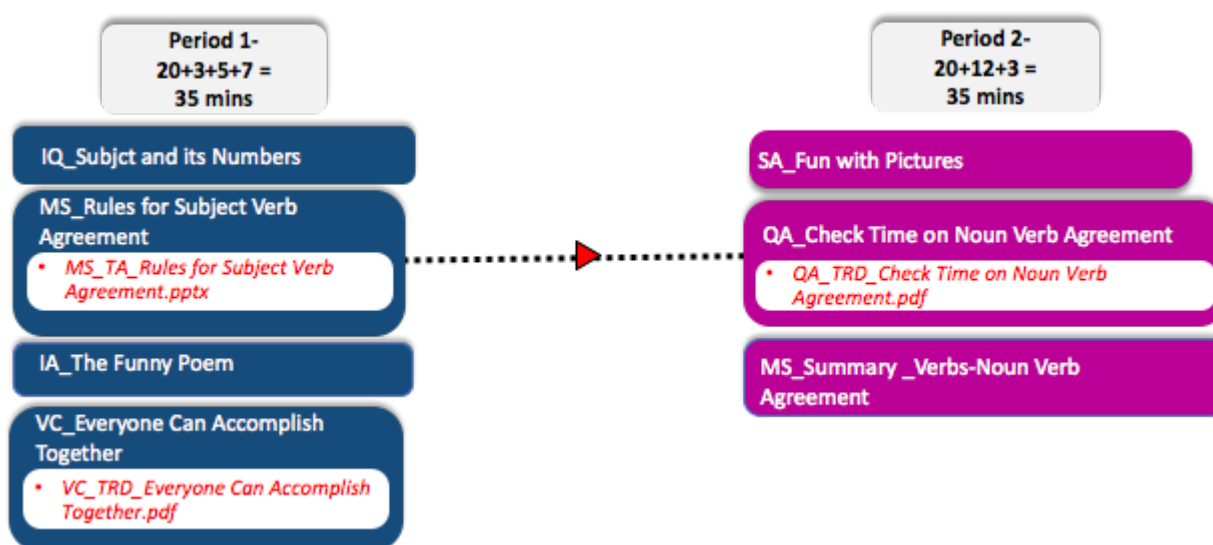 Period 1-
20+3+5+7 =
35 mins
IQ_Subjct and its Numbers
MS_Rules for Subject Verb
Agreement
• MS_TA_Rules for Subject Verb
Agreement.pptx
IA_The Funny Poem
VC_Everyone Can Accomplish
Together
• VC_TRD_Everyone Can Accomplish
Together.pdf
Period 2-
20+12+3 =
35 mins
SA_Fun with Pictures
QA_Check Time on Noun Verb Agreement
• QA_TRD_Check Time on Noun Verb
Agreement.pdf
MS_Summary _Verbs-Noun Verb
Agreement